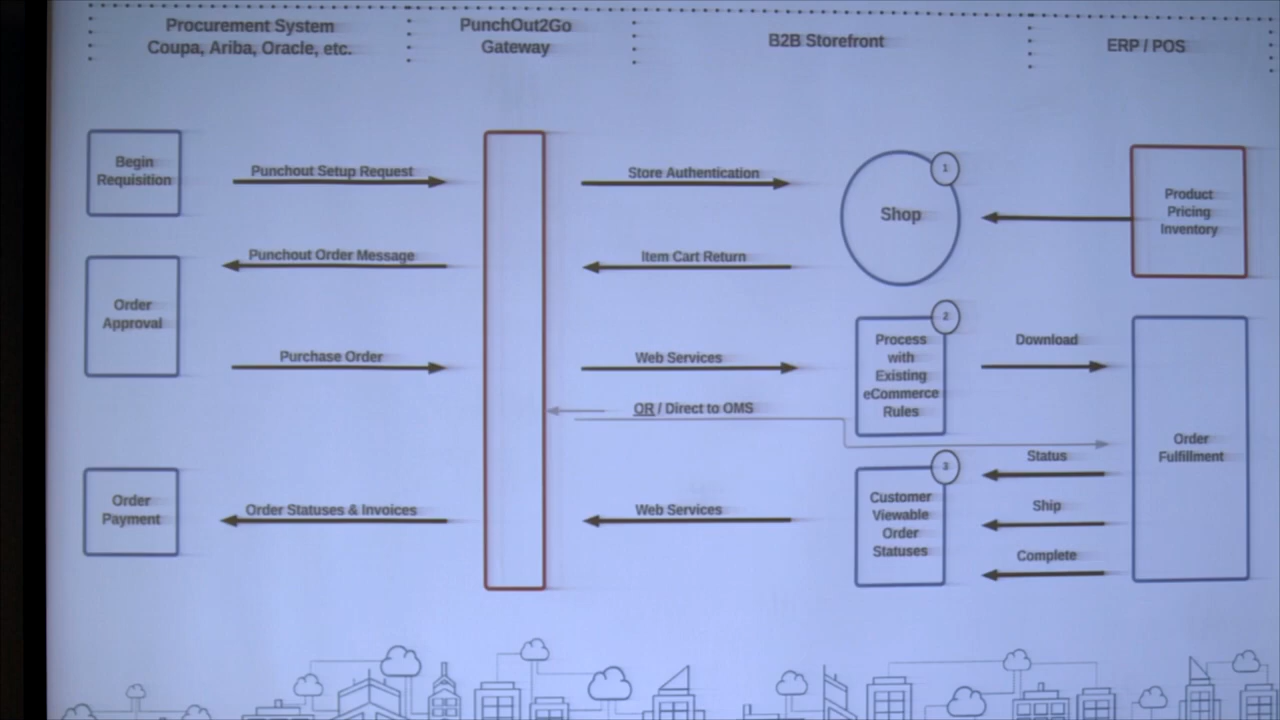 Procurement System
Coupa, Ariba, Oracle, etc.
PunchOut2Go
Gateway
B2B Storefront
ERP / POS
Begin
Requisition
Punchout Setup Request
Store Authentication
1
Shop
Product
Pricing
Inventory
Punchout Order Message
Item Cart Return
Order
Approval
Purchase Order
Web Services
2
Process
with
Existing
eCommerce
Rules
Download
OR / Direct to OMS
Order
Fulfillment
Status
Ship
Complete
3
Customer
Viewable
Order
Statuses
Web Services
Order Statuses & Invoices
Order
Payment